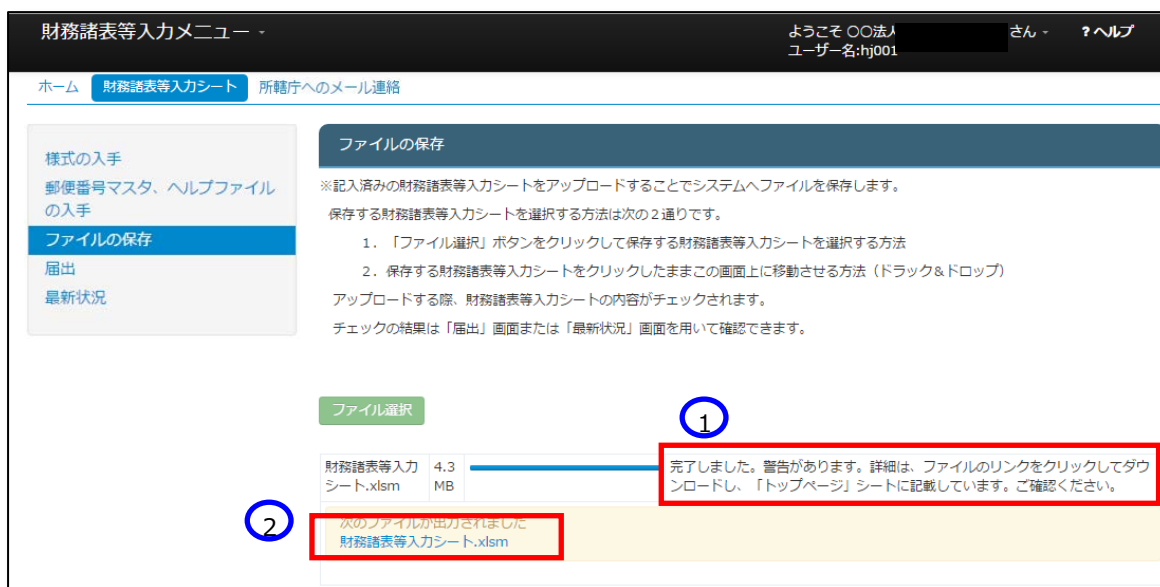 財務諸表等入力メニュー
ようこそ 〇〇法人 さん
?ヘルプ
ユーザー名:hj001
ホーム 財務諸表等入力シート 所轄庁へのメール連絡
様式の入手
郵便番号マスタ、ヘルプファイル
の入手
ファイルの保存
届出
最新状況
ファイルの保存
※記入済みの財務諸表等入力シートをアップロードすることでシステムへファイルを保存します。
保存する財務諸表等入力シートを選択する方法は次の2通りです。
1. 「ファイル選択」ボタンをクリックして保存する財務諸表等入力シートを選択する方法
2. 保存する財務諸表等入力シートをクリックしたままこの画面上に移動させる方法（ドラック&ドロップ）
アップロードする際、財務諸表等入力シートの内容がチェックされます。
チェックの結果は「届出」画面または「最新状況」画面を用いて確認できます。
ファイル選択
1
財務諸表等入力
シート.xlsm
4.3
MB
完了しました。警告があります。詳細は、ファイルのリンクをクリックしてダウ
ンロードし、「トップページ」シートに記載しています。ご確認ください。
2
次のファイルが出力されました
財務諸表等入力シート.xlsm